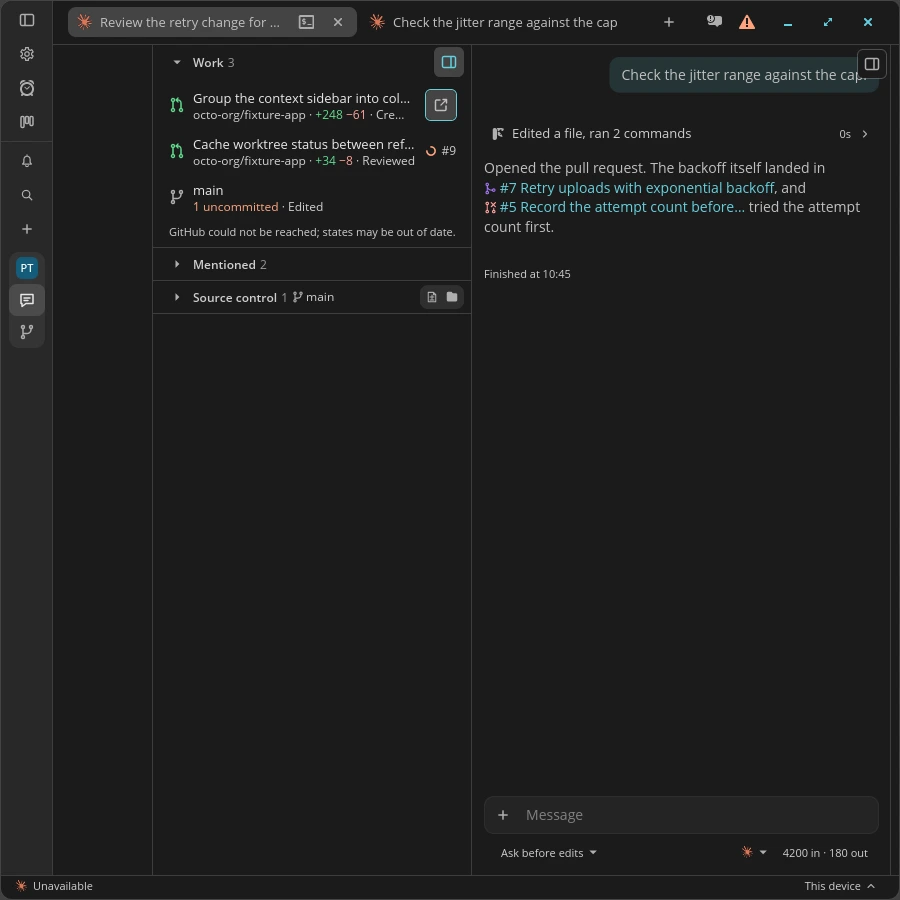 Review the retry change for ...
Check the jitter range against the cap
Work 3
Group the context sidebar into col...
octo-org/fixture-app · +248 −61 · Cre...
Cache worktree status between ref...
octo-org/fixture-app · +34 −8 · Reviewed
#9
main
1 uncommitted · Edited
GitHub could not be reached; states may be out of date.
Mentioned 2
Source control 1 main
PT
Check the jitter range against the cap.
Edited a file, ran 2 commands
0s
Opened the pull request. The backoff itself landed in
#7 Retry uploads with exponential backoff, and
#5 Record the attempt count before... tried the attempt
count first.
Finished at 10:45
Message
Ask before edits
4200 in · 180 out
Unavailable
This device